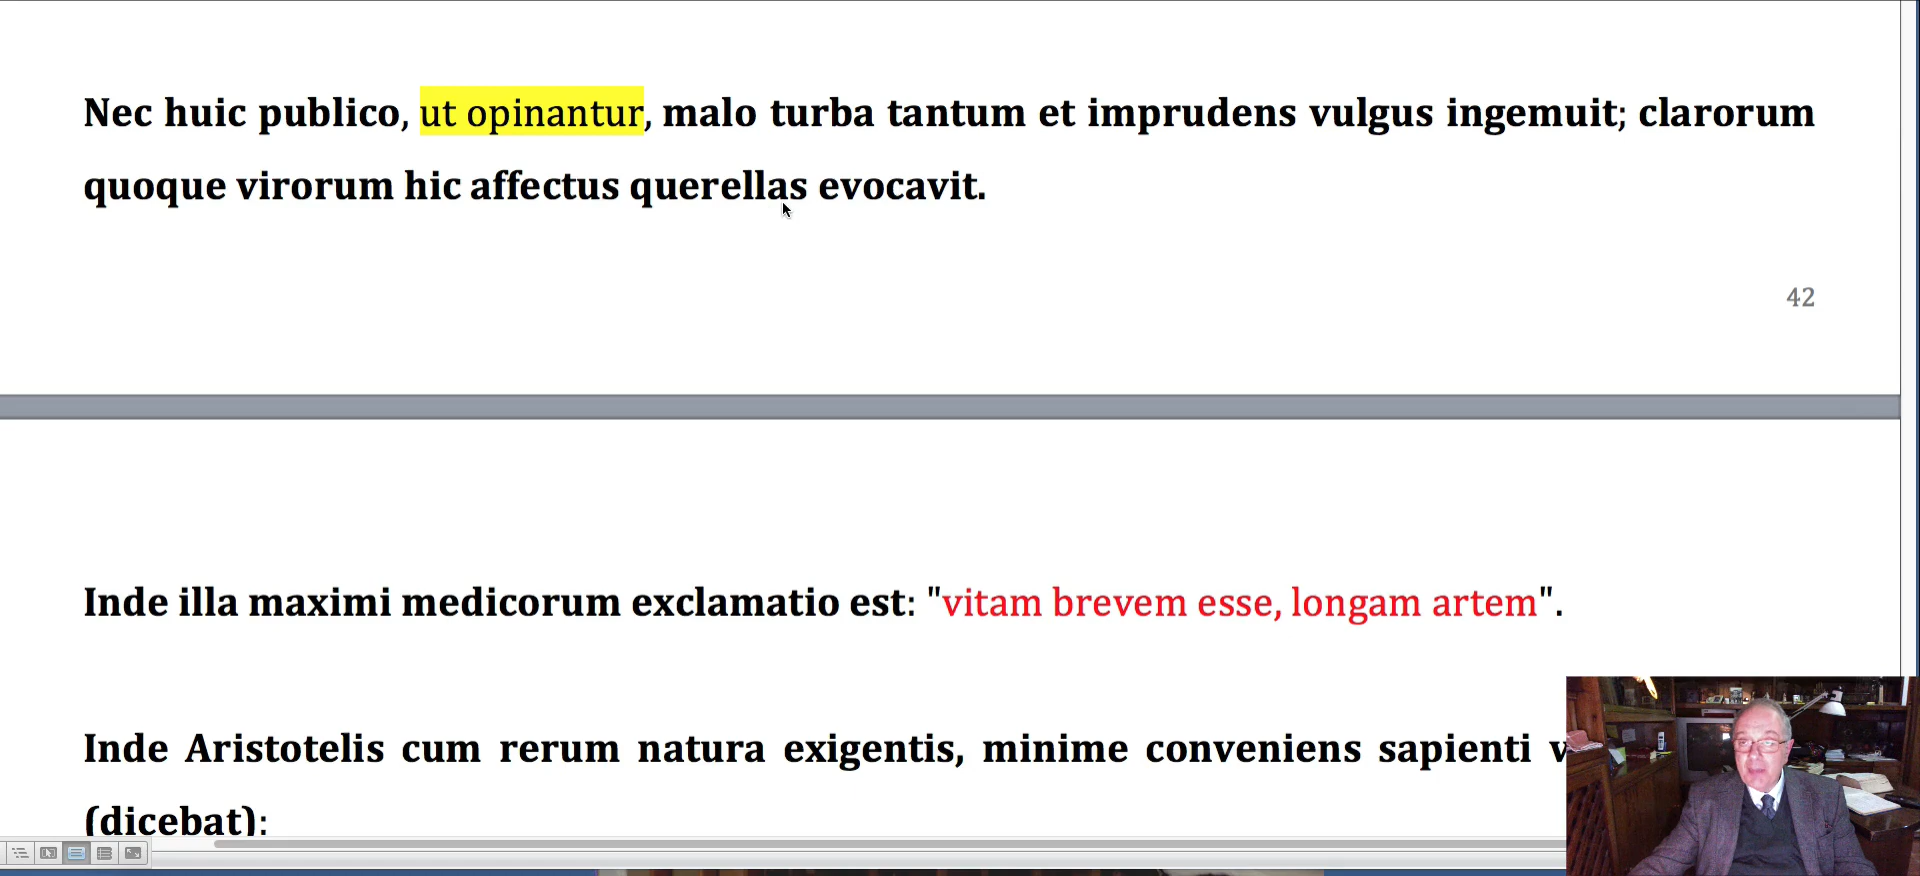 Nec huic publico, ut opinantur, malo turba tantum et imprudens vulgus ingemuit; clarorum
quoque virorum hic affectus querellas evocavit.
42
Inde illa maximi medicorum exclamatio est: "vitam brevem esse, longam artem".
Inde Aristotelis cum rerum natura exigentis, minime conveniens sapienti
(dicebat):